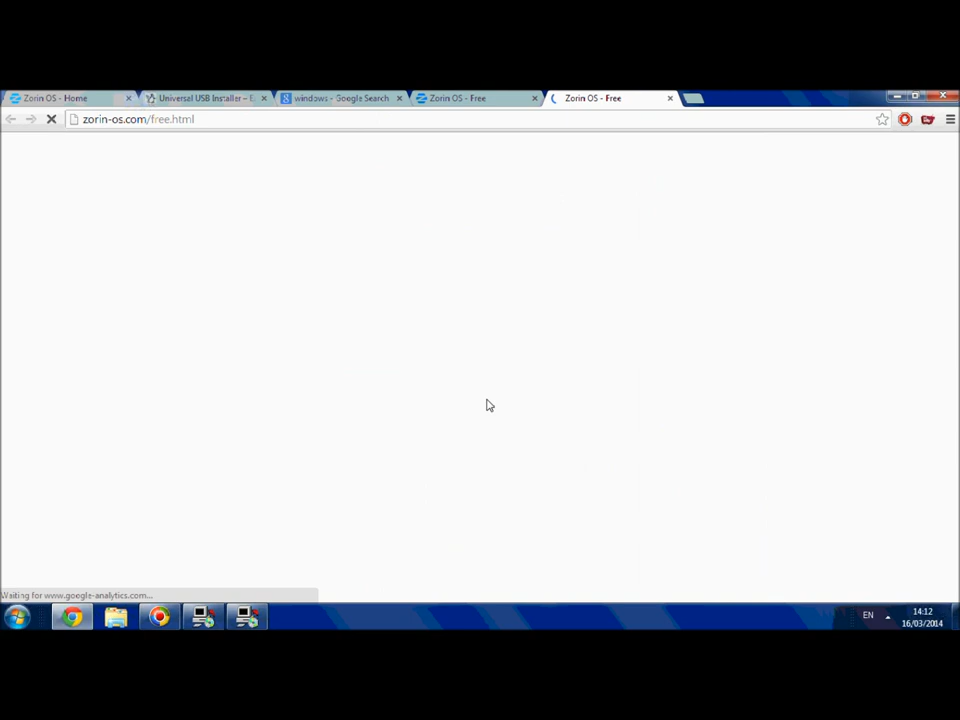 Zorin OS - Home
Universal USB Installer – E
windows - Google Search
Zorin OS - Free
Zorin OS - Free
zorin-os.com/free.html
Waiting for www.google-analytics.com...
EN
14:12
16/03/2014